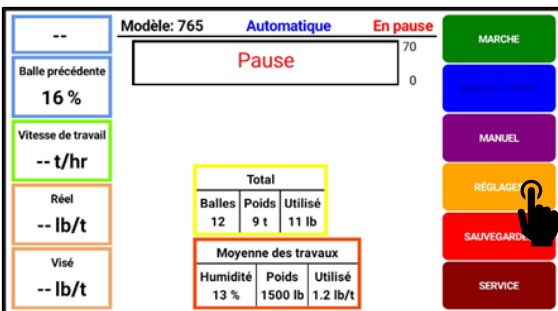 Modèle: 765 Automatique En pause
--
Balle précédente
16 %
Vitesse de travail
-- t/hr
Réel
-- lb/t
Visé
-- lb/t
70
Pause
0
Total
Balles Poids Utilisé
12 9 t 11 lb
Moyenne des travaux
Humidité Poids Utilisé
13 % 1500 lb 1.2 lb/t
MARCHE
MANUEL
RÉGLAGES
SAUVEGARDE
SERVICE